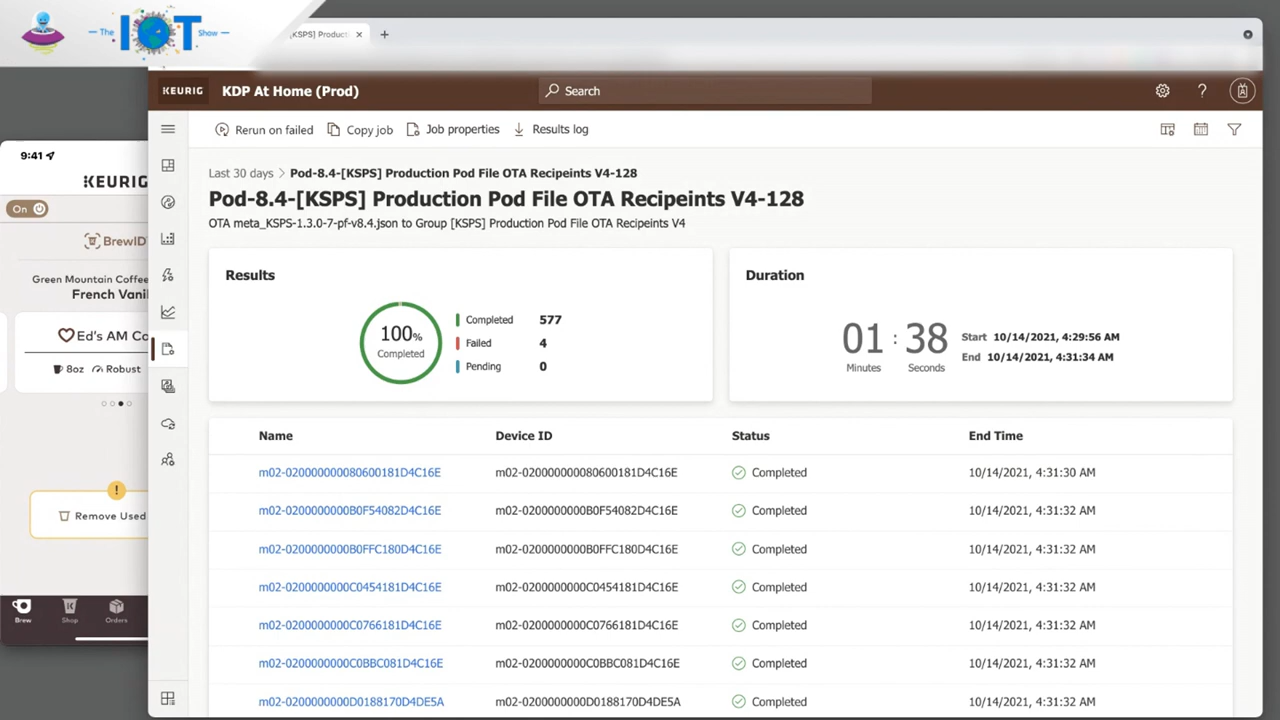 The IOT Show
[KSPS] Product
KEURIG KDP At Home (Prod) Search
Rerun on failed Copy job Job properties Results log
Last 30 days > Pod-8.4-[KSPS] Production Pod File OTA Recipeints V4-128
Pod-8.4-[KSPS] Production Pod File OTA Recipeints V4-128
OTA meta_KSPS-1.3.0-7-pf-v8.4.json to Group [KSPS] Production Pod File OTA Recipeints V4
Results
100%
Completed
Completed 577
Failed 4
Pending 0
Duration
01 : 38
Minutes Seconds
Start 10/14/2021, 4:29:56 AM
End 10/14/2021, 4:31:34 AM
Name Device ID Status End Time
m02-020000000080600181D4C16E m02-020000000080600181D4C16E Completed 10/14/2021, 4:31:30 AM
m02-0200000000B0F54082D4C16E m02-0200000000B0F54082D4C16E Completed 10/14/2021, 4:31:32 AM
m02-0200000000B0FFC180D4C16E m02-0200000000B0FFC180D4C16E Completed 10/14/2021, 4:31:32 AM
m02-0200000000C0454181D4C16E m02-0200000000C0454181D4C16E Completed 10/14/2021, 4:31:32 AM
m02-0200000000C0766181D4C16E m02-0200000000C0766181D4C16E Completed 10/14/2021, 4:31:32 AM
m02-0200000000C0BBC081D4C16E m02-0200000000C0BBC081D4C16E Completed 10/14/2021, 4:31:32 AM
m02-0200000000D0188170D4DE5A m02-0200000000D0188170D4DE5A Completed 10/14/2021, 4:31:32 AM
9:41
KEURIG
On
BrewID
Green Mountain Coffee
French Vani
Ed's AM Co
8oz Robust
!
Remove Used
Brew Shop Orders